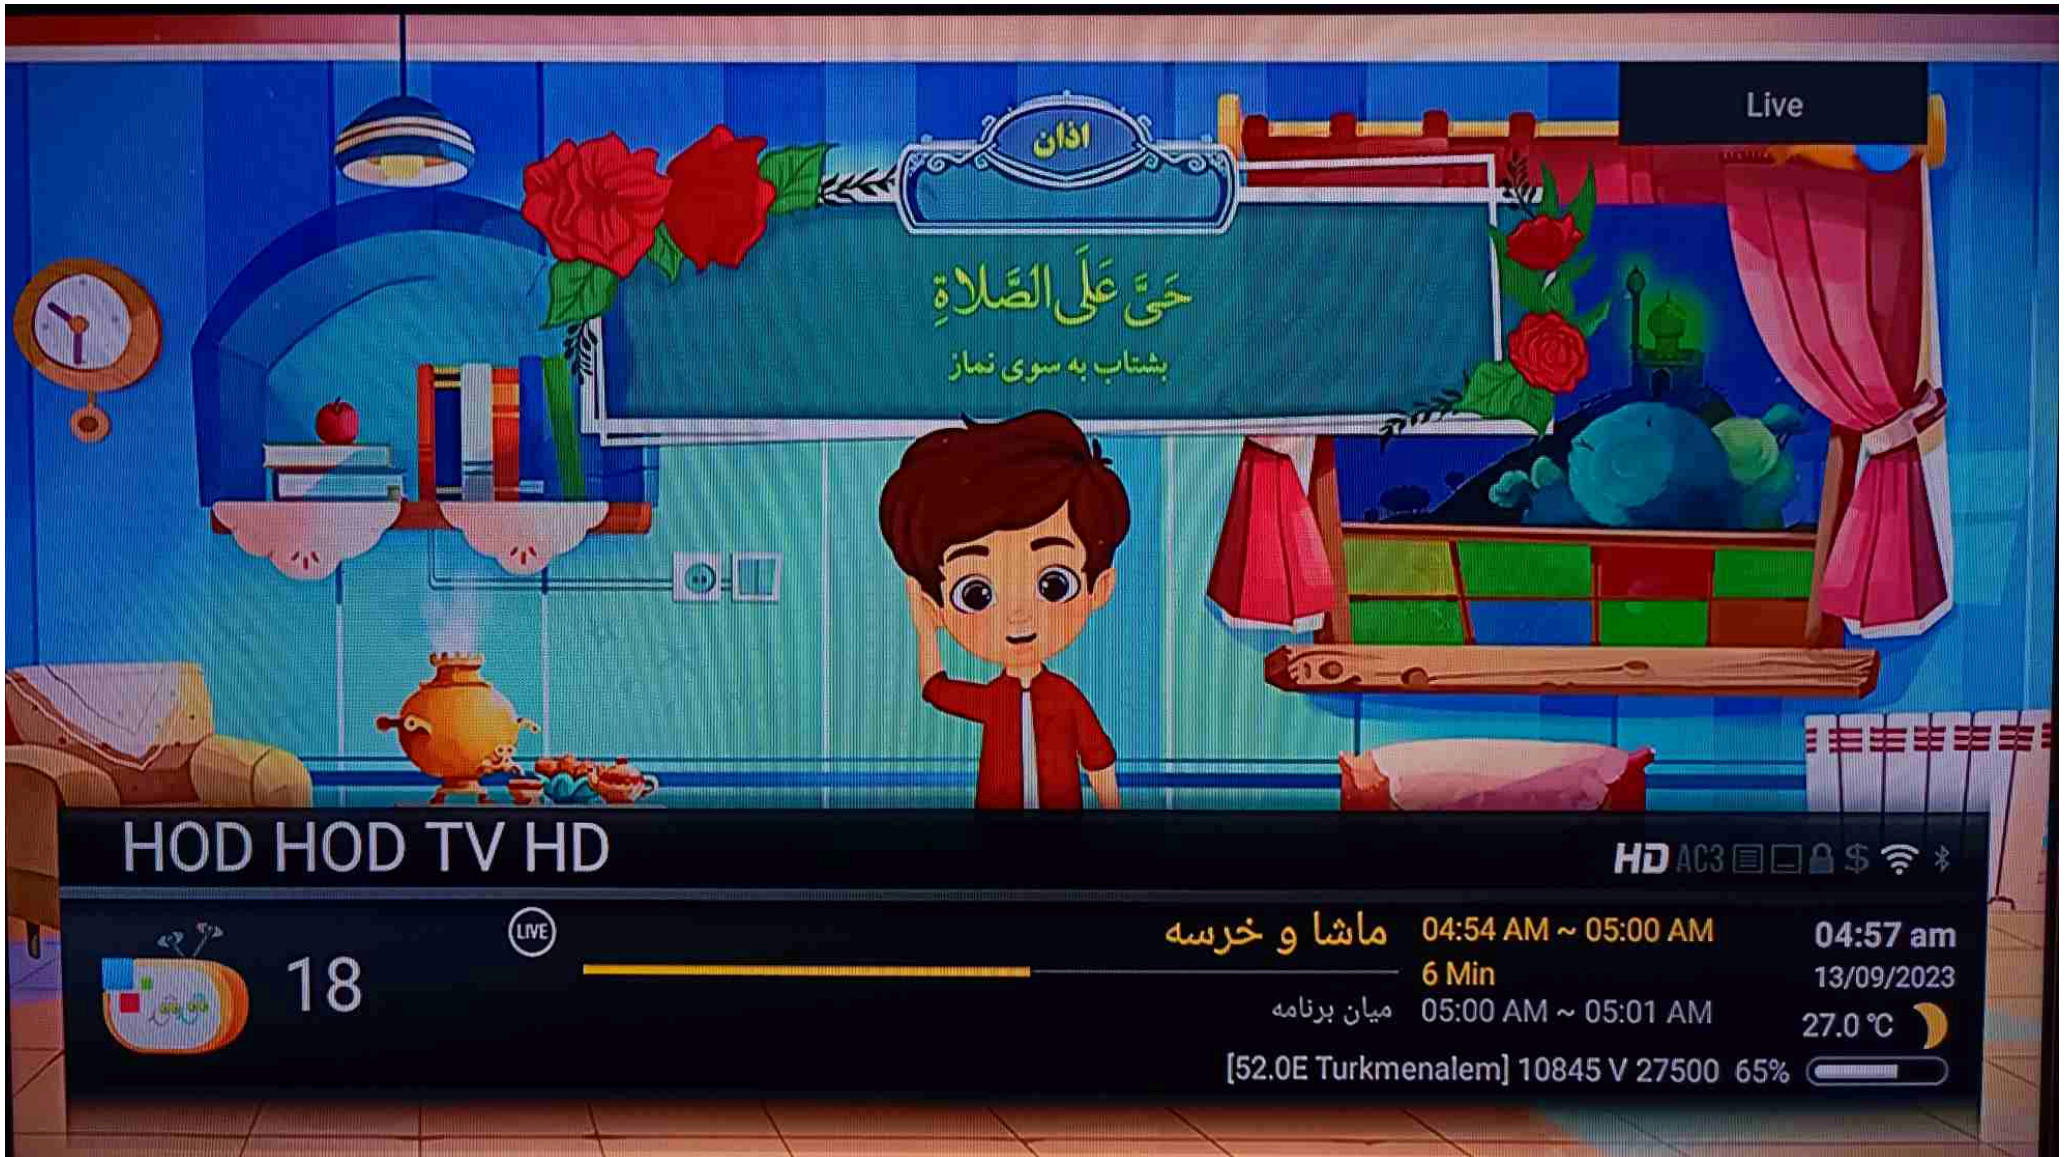 Live
اذان
حَیَّ عَلَی الصَّلاةِ
بشتاب به سوی نماز
HOD HOD TV HD
HD AC3 $
18
LIVE
ماشا و خرسه 04:54 AM ~ 05:00 AM
6 Min
میان برنامه 05:00 AM ~ 05:01 AM
04:57 am
13/09/2023
27.0 °C
[52.0E Turkmenalem] 10845 V 27500 65%